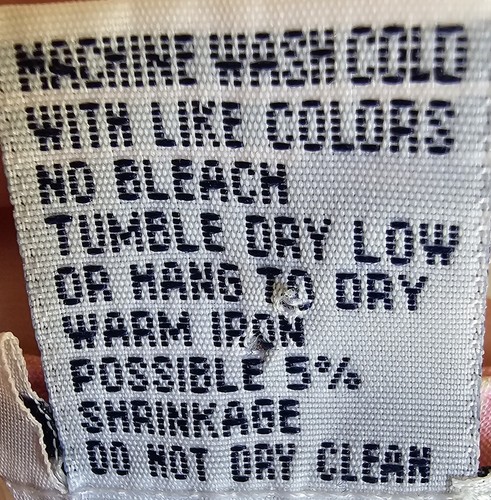 MACHINE WASH COLD
WITH LIKE COLORS
NO BLEACH
TUMBLE DRY LOW
OR HANG TO DRY
WARM IRON
POSSIBLE 5%
SHRINKAGE
DO NOT DRY CLEAN